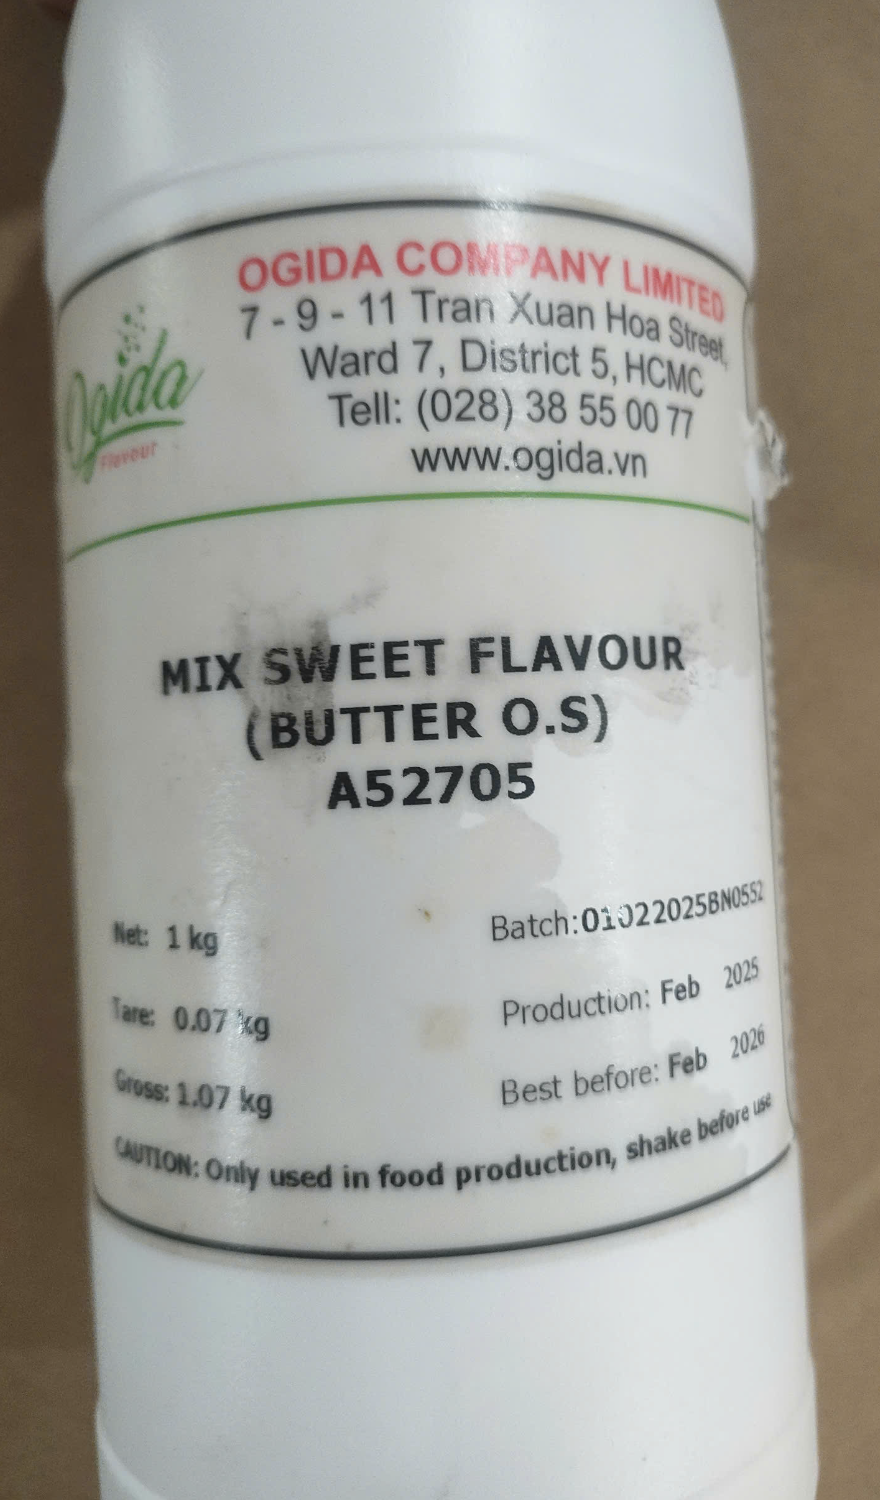 Ogida
Flavour
OGIDA COMPANY LIMITED
7 - 9 - 11 Tran Xuan Hoa Street,
Ward 7, District 5, HCMC
Tell: (028) 38 55 00 77
www.ogida.vn
MIX SWEET FLAVOUR
(BUTTER O.S)
A52705
Net: 1 kg
Tare: 0.07 kg
Gross: 1.07 kg
Batch:01022025BN0552
Production: Feb 2025
Best before: Feb 2026
CAUTION: Only used in food production, shake before use